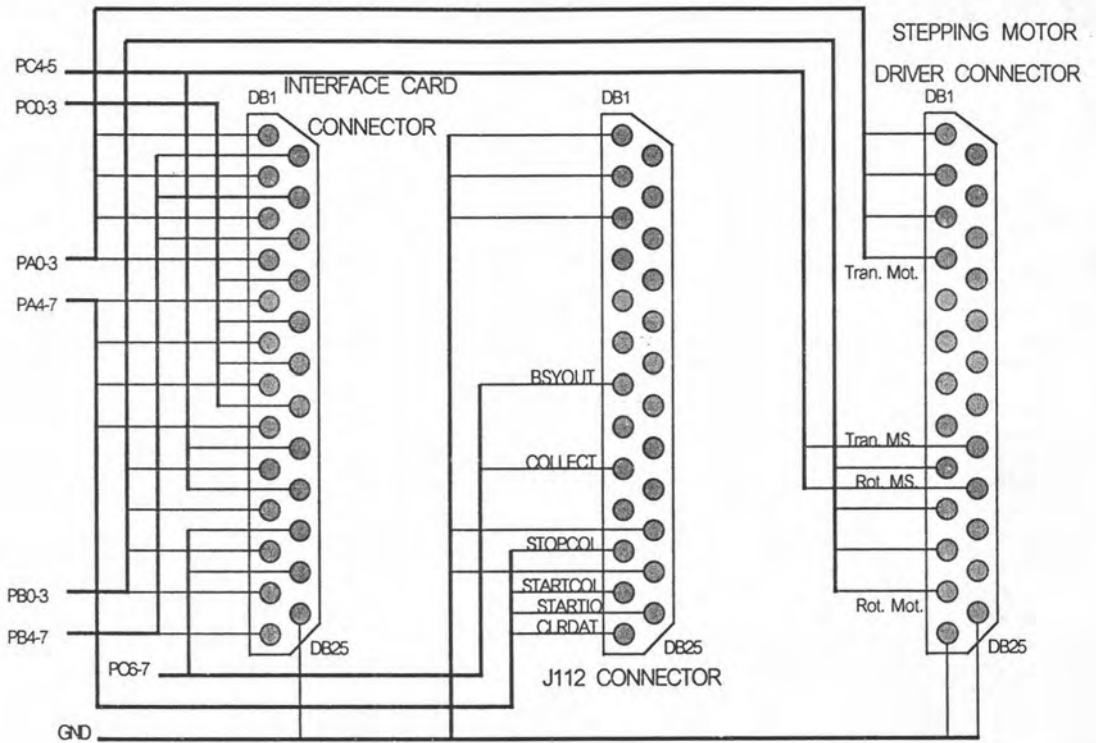 STEPPING MOTOR
DRIVER CONNECTOR
PC4-5
PC0-3
INTERFACE CARD
CONNECTOR
DB1
DB1
DB1
PA0-3
PA4-7
Tran. Mot.
BSYOUT
COLLECT
Tran. MS.
Rot. MS.
STOPCOL
STARTCOL
STARTIO
CLRDAT
Rot. Mot.
PB0-3
PB4-7
PC6-7
DB25
DB25
DB25
J112 CONNECTOR
GND